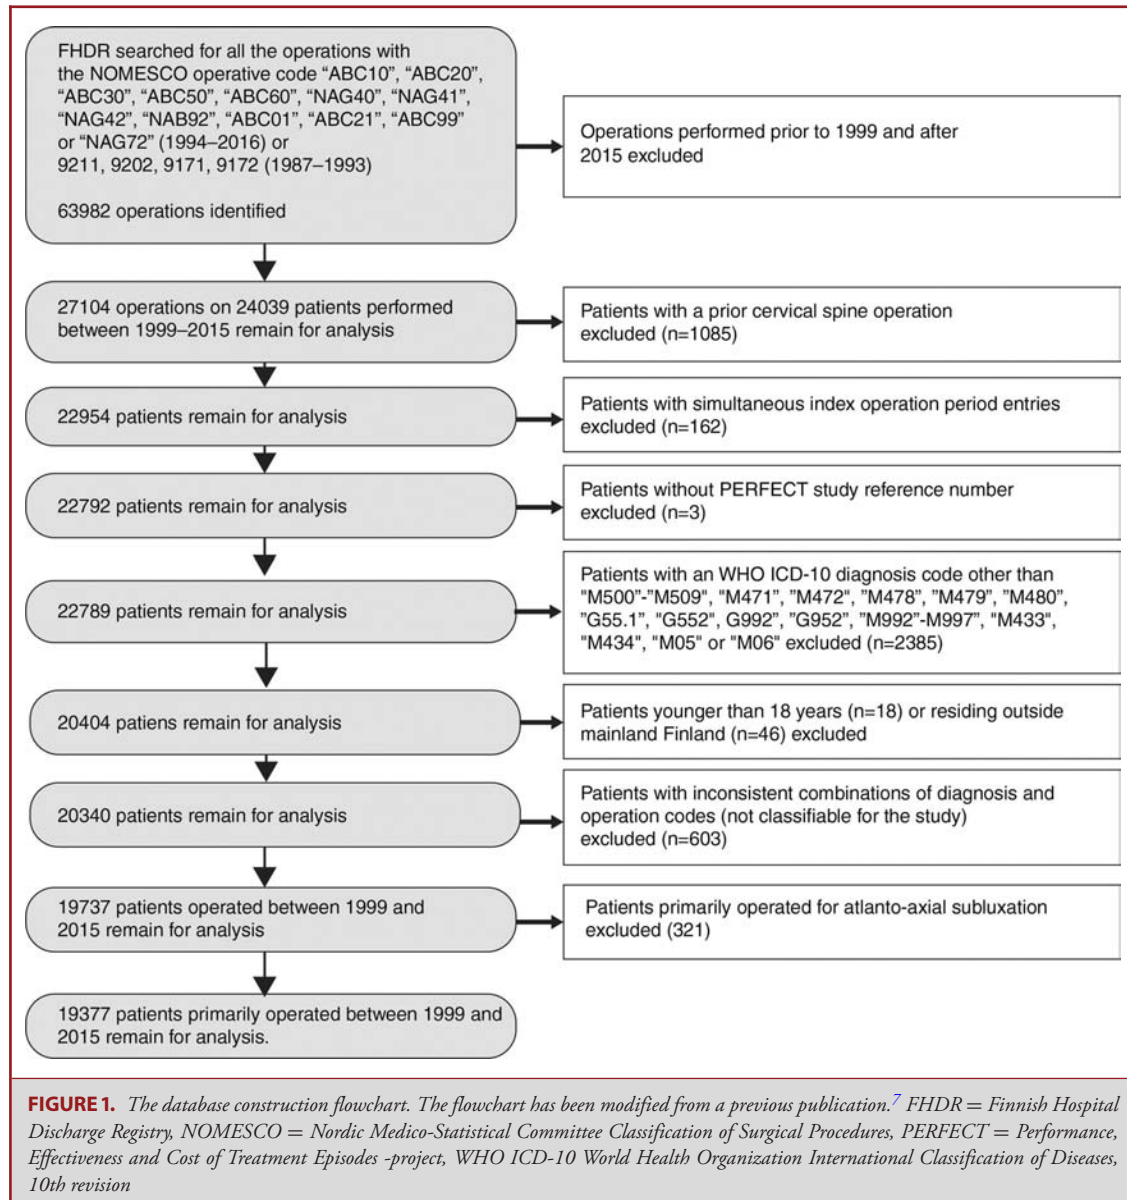 FHDR searched for all the operations with
the NOMESCO operative code “ABC10”, “ABC20”,
“ABC30”, “ABC50”, “ABC60”, “NAG40”, “NAG41”,
“NAG42”, “NAB92”, “ABC01”, “ABC21”, “ABC99”
or “NAG72” (1994–2016) or
9211, 9202, 9171, 9172 (1987–1993)
63982 operations identified
Operations performed prior to 1999 and after
2015 excluded
27104 operations on 24039 patients performed
between 1999–2015 remain for analysis
Patients with a prior cervical spine operation
excluded (n=1085)
22954 patients remain for analysis
Patients with simultaneous index operation period entries
excluded (n=162)
22792 patients remain for analysis
Patients without PERFECT study reference number
excluded (n=3)
22789 patients remain for analysis
Patients with an WHO ICD-10 diagnosis code other than
"M500”-”M509", "M471”, ”M472", ”M478”, ”M479”, ”M480”,
”G55.1”, "G552", G992”, ”G952”, ”M992”-M997”, "M433",
"M434", "M05" or "M06" excluded (n=2385)
20404 patiens remain for analysis
Patients younger than 18 years (n=18) or residing outside
mainland Finland (n=46) excluded
20340 patients remain for analysis
Patients with inconsistent combinations of diagnosis and
operation codes (not classifiable for the study)
excluded (n=603)
19737 patients operated between 1999 and
2015 remain for analysis
Patients primarily operated for atlanto-axial subluxation
excluded (321)
19377 patients primarily operated between 1999 and
2015 remain for analysis.
FIGURE 1. The database construction flowchart. The flowchart has been modified from a previous publication.7 FHDR = Finnish Hospital
Discharge Registry, NOMESCO = Nordic Medico-Statistical Committee Classification of Surgical Procedures, PERFECT = Performance,
Effectiveness and Cost of Treatment Episodes -project, WHO ICD-10 World Health Organization International Classification of Diseases,
10th revision